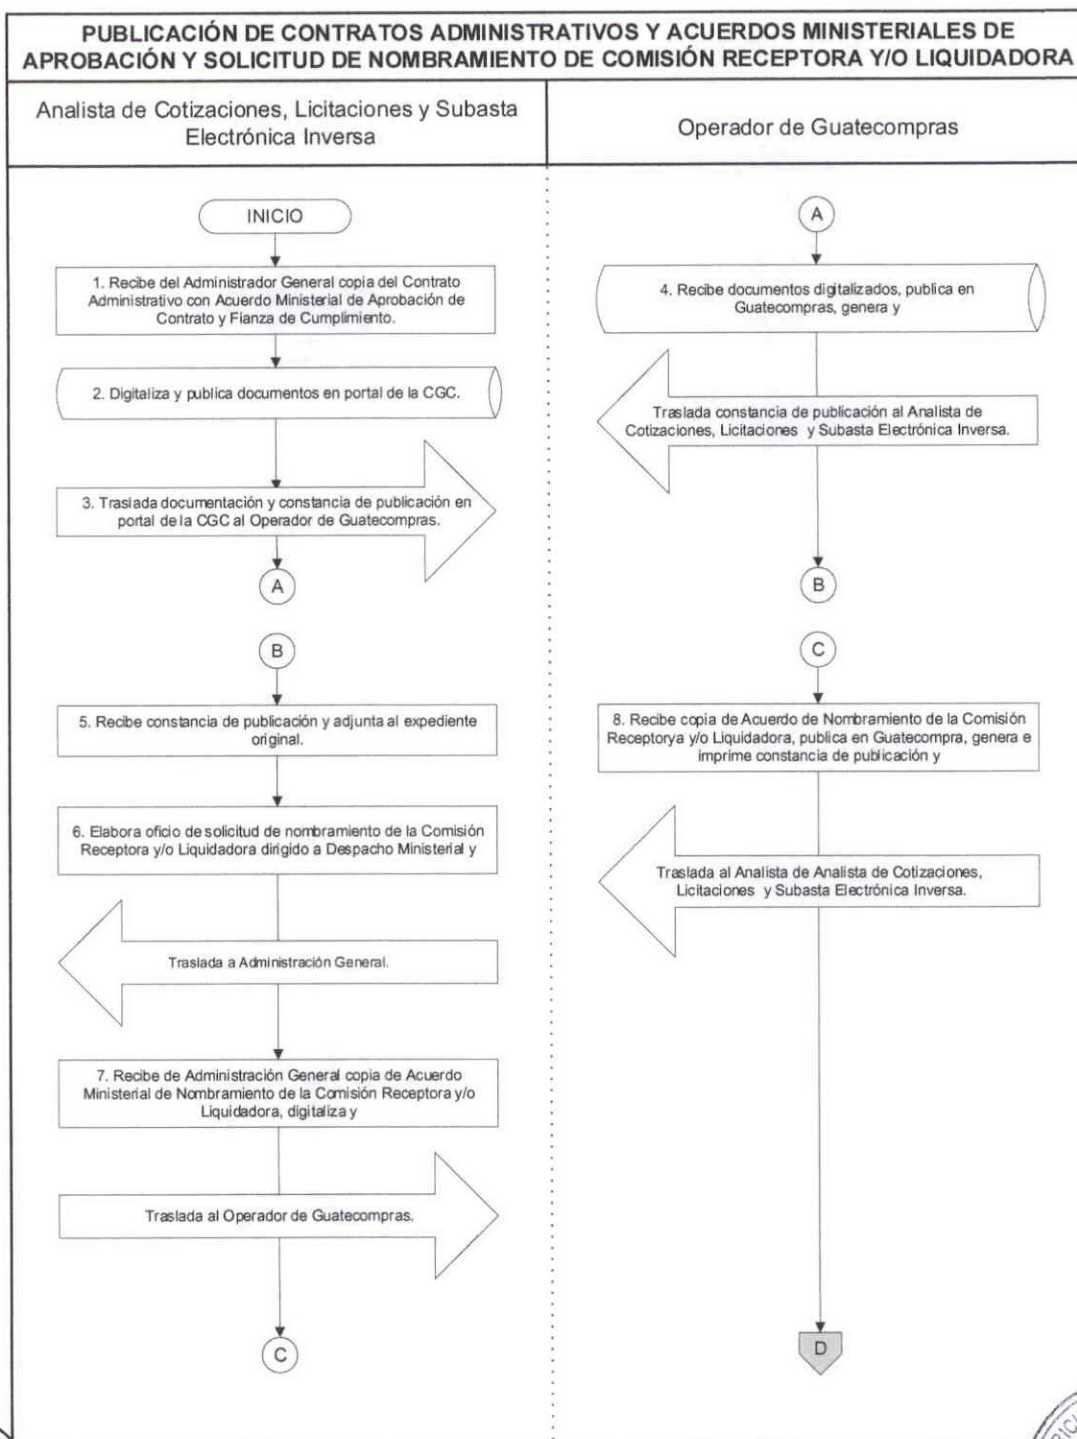 PUBLICACIÓN DE CONTRATOS ADMINISTRATIVOS Y ACUERDOS MINISTERIALES DE
APROBACIÓN Y SOLICITUD DE NOMBRAMIENTO DE COMISIÓN RECEPTORA Y/O LIQUIDADORA
Analista de Cotizaciones, Licitaciones y Subasta
Electrónica Inversa
INICIO
1. Recibe del Administrador General copia del Contrato
Administrativo con Acuerdo Ministerial de Aprobación de
Contrato y Fianza de Cumplimiento.
2. Digitaliza y publica documentos en portal de la CGC.
3. Traslada documentación y constancia de publicación en
portal de la CGC al Operador de Guatecompras.
A
B
5. Recibe constancia de publicación y adjunta al expediente
original.
6. Elabora oficio de solicitud de nombramiento de la Comisión
Receptora y/o Liquidadora dirigido a Despacho Ministerial y
Traslada a Administración General.
7. Recibe de Administración General copia de Acuerdo
Ministerial de Nombramiento de la Comisión Receptora y/o
Liquidadora, digitaliza y
Traslada al Operador de Guatecompras.
C
Operador de Guatecompras
A
4. Recibe documentos digitalizados, publica en
Guatecompras, genera y
Traslada constancia de publicación al Analista de
Cotizaciones, Licitaciones y Subasta Electrónica Inversa.
B
C
8. Recibe copia de Acuerdo de Nombramiento de la Comisión
Receptorya y/o Liquidadora, publica en Guatecompra, genera e
imprime constancia de publicación y
Traslada al Analista de Analista de Cotizaciones,
Licitaciones y Subasta Electrónica Inversa.
D